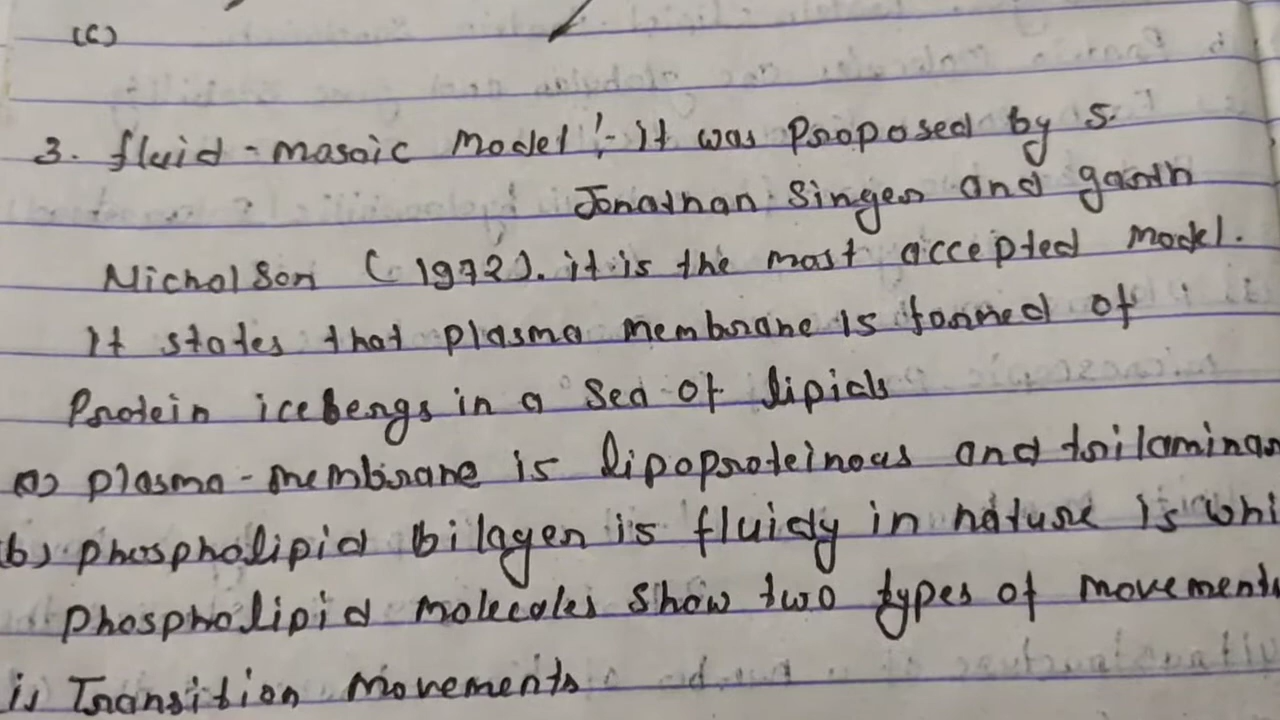 (c)
3. fluid-mosaic Model :- it was Proposed by S.
Jonathan Singer and garth
Nicholson (1972). it is the most accepted model.
It states that plasma membrane is formed of
Protein icebergs in a sea of lipids
(a) plasma-membrane is lipoproteinous and trilaminar
(b) phospholipid bilayer is fluidy in nature is whi
Phospholipid molecules show two types of movements
i) Transition Movements